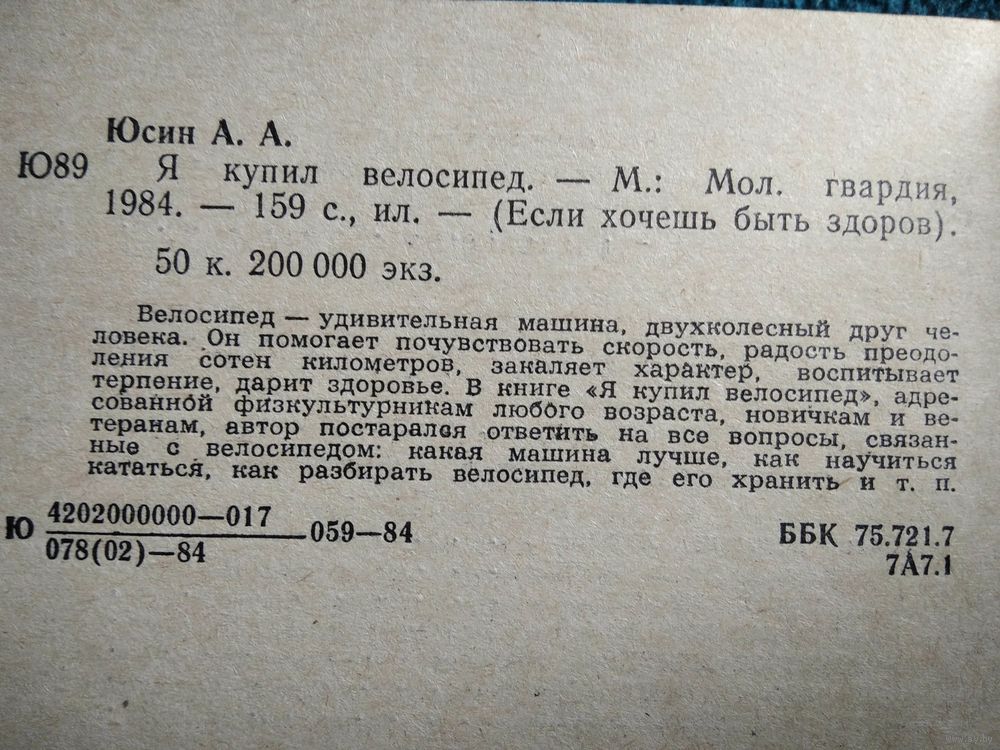 Юсин А. А.
Ю89 Я купил велосипед. — М.: Мол. гвардия,
1984. — 159 с., ил. — (Если хочешь быть здоров).
50 к. 200 000 экз.
Велосипед — удивительная машина, двухколесный друг че-
ловека. Он помогает почувствовать скорость, радость преодо-
ления сотен километров, закаляет характер, воспитывает
терпение, дарит здоровье. В книге «Я купил велосипед», адре-
сованной физкультурникам любого возраста, новичкам и ве-
теранам, автор постарался ответить на все вопросы, связан-
ные с велосипедом: какая машина лучше, как научиться
кататься, как разбирать велосипед, где его хранить и т. п.
Ю 4202000000—017
078(02)—84 —059—84
ББК 75.721.7
7А7.1